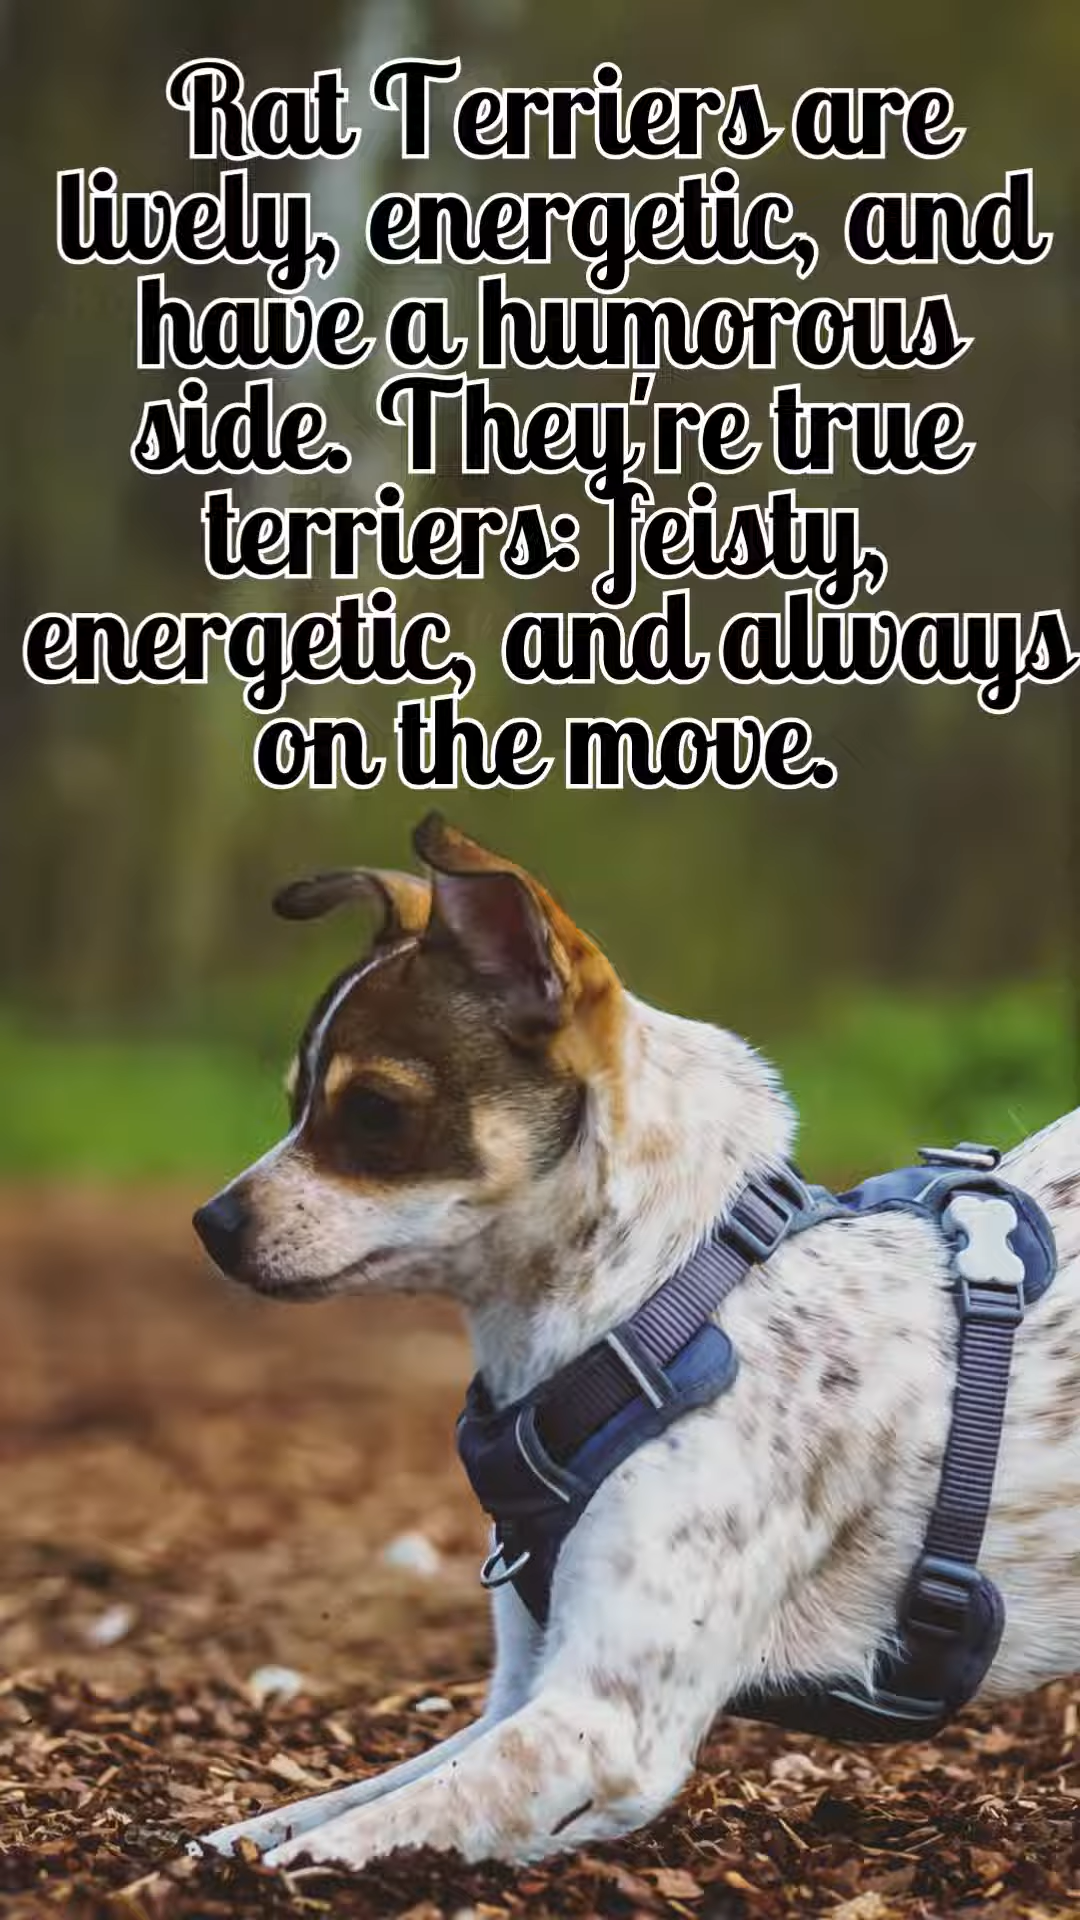 Rat Terriers are
lively, energetic, and
have a humorous
side. They're true
terriers: feisty,
energetic, and always
on the move.